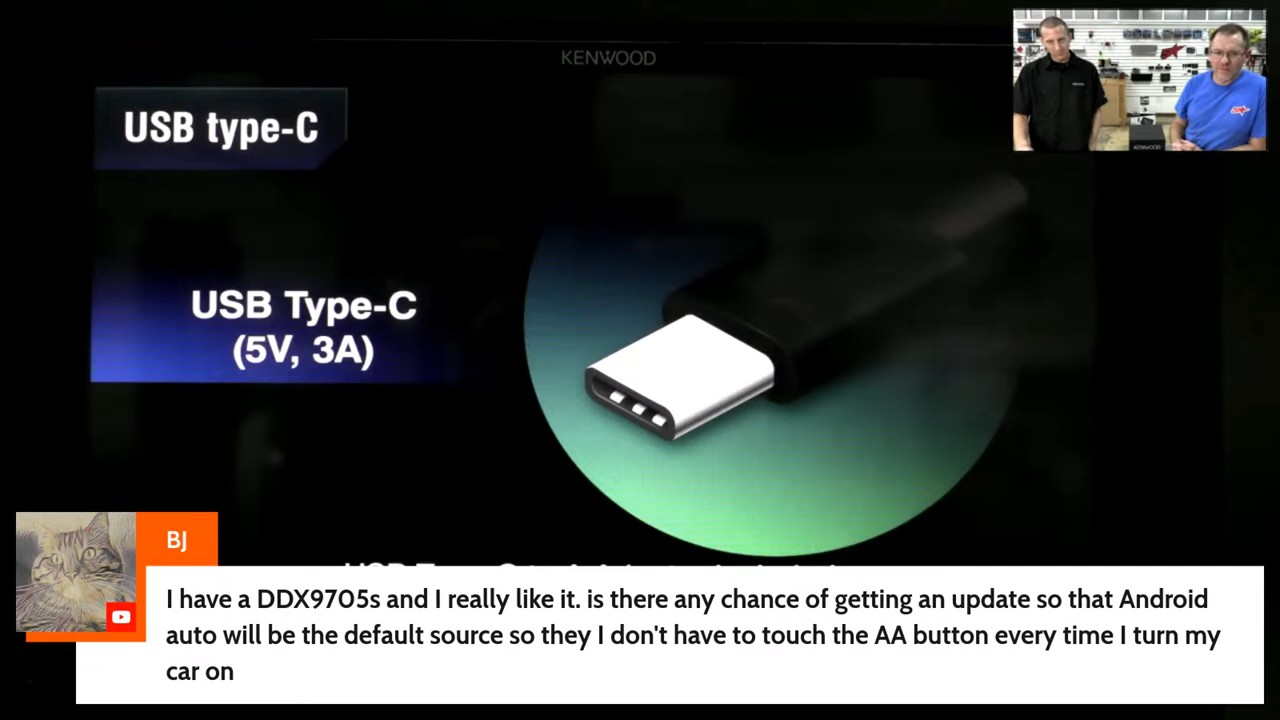 KENWOOD
USB type-C
USB Type-C
(5V, 3A)
KENWOOD
BJ
I have a DDX9705s and I really like it. is there any chance of getting an update so that Android
auto will be the default source so they I don't have to touch the AA button every time I turn my
car on